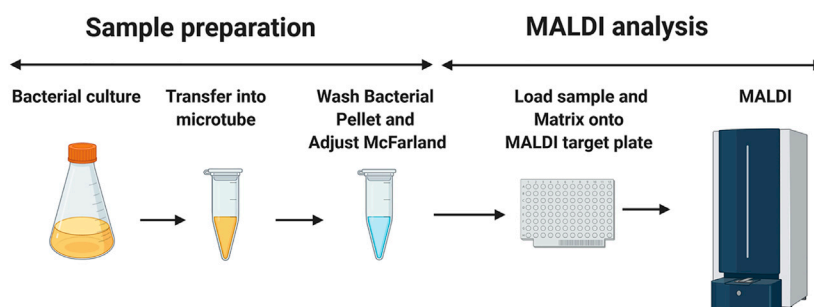 Sample preparation
MALDI analysis
Bacterial culture
Transfer into
microtube
Wash Bacterial
Pellet and
Adjust McFarland
Load sample and
Matrix onto
MALDI target plate
MALDI